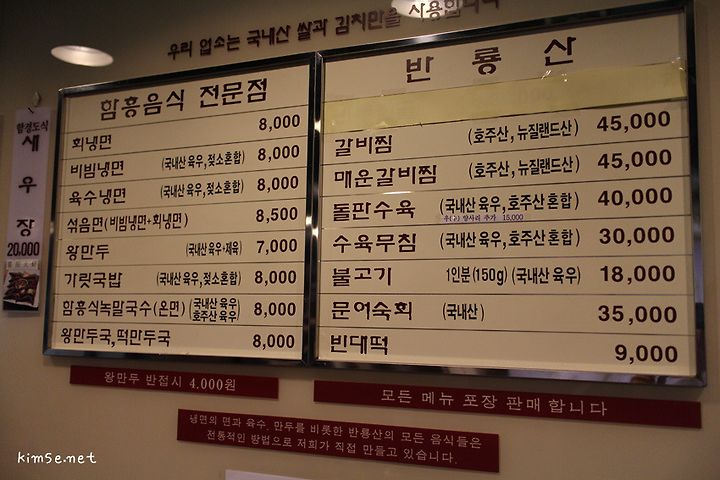 우리 업소는 국내산 쌀과 김치만을 사용합니다
함흥음식 전문점
회냉면 8,000
비빔냉면 (국내산 육우, 젖소혼합) 8,000
육수냉면 (국내산 육우, 젖소혼합) 8,000
섞음면(비빔냉면+회냉면) 8,500
왕만두 (국내산육우+제육) 7,000
가릿국밥 (국내산 육우, 젖소혼합) 8,000
함흥식녹말국수(온면) (국내산 육우 호주산 육우) 8,000
왕만두국,떡만두국 8,000
반룡산
갈비찜 (호주산, 뉴질랜드산) 45,000
매운갈비찜 (호주산, 뉴질랜드산) 45,000
돌판수육 (국내산육우, 호주산 혼합) 40,000
추가 15,000
수육무침 (국내산육우, 호주산 혼합) 30,000
불고기 1인분(150g) (국내산 육우) 18,000
문어숙회 (국내산) 35,000
빈대떡 9,000
함경도식
새우장
20,000
왕만두 반접시 4.000원
모든 메뉴 포장 판매 합니다
냉면의 면과 육수, 만두를 비롯한 반룡산의 모든 음식들은
전통적인 방법으로 저희가 직접 만들고 있습니다.
kim5e.net